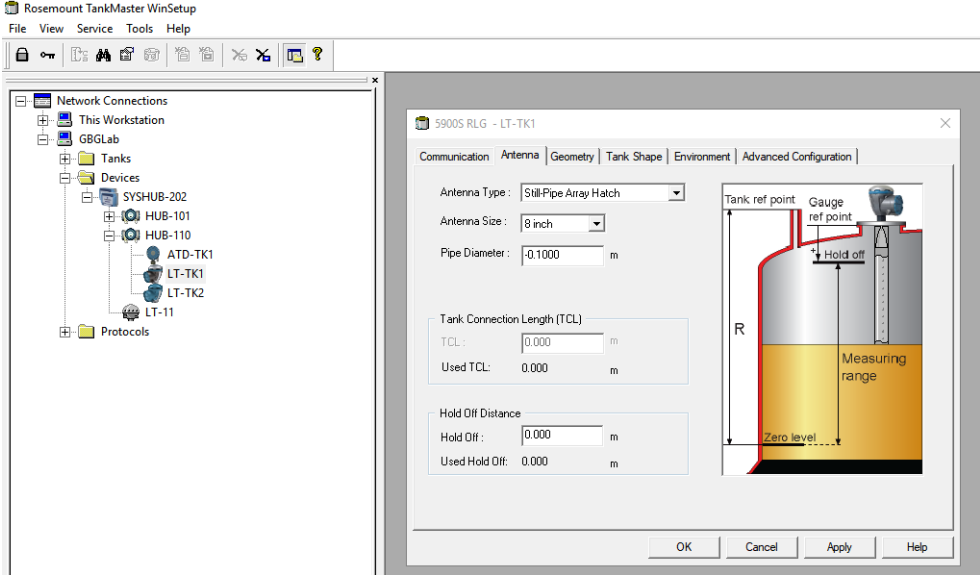 Rosemount TankMaster WinSetup
File View Service Tools Help
Network Connections
This Workstation
GBGLab
Tanks
Devices
SYSHUB-202
HUB-101
HUB-110
ATD-TK1
LT-TK1
LT-TK2
LT-11
Protocols
5900S RLG - LT-TK1
Communication Antenna Geometry Tank Shape Environment Advanced Configuration
Antenna Type : Still-Pipe Array Hatch
Antenna Size : 8 inch
Pipe Diameter : -0.1000 m
Tank Connection Length (TCL)
TCL : 0.000 m
Used TCL: 0.000 m
Hold Off Distance
Hold Off : 0.000 m
Used Hold Off: 0.000 m
Tank ref point
Gauge
ref point
+
Hold off
R
Measuring
range
Zero level
OK Cancel Apply Help